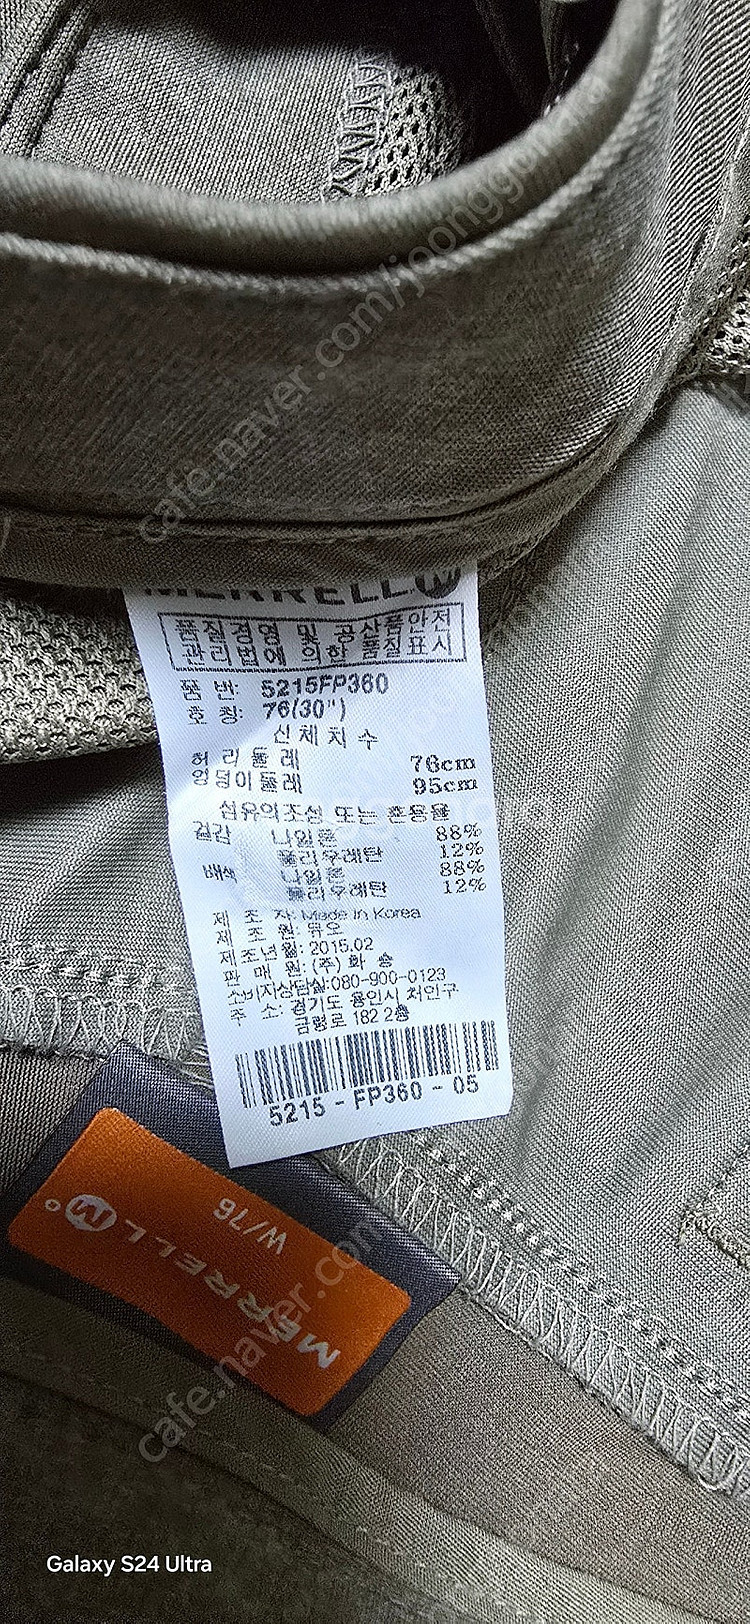 MERRELL
품질경영 및 공산품안전
관리법에 의한 품질표시
품 번: 5215FP360
호 칭: 76(30")
신 체 치 수
허 리 둘 레 76cm
엉덩이둘레 95cm
섬유의조성 또는 혼용율
겉감 나일론 88%
폴리우레탄 12%
배색 나일론 88%
폴리우레탄 12%
제 조 자: Made in Korea
제 조 원: 듀오
제조년월: 2015.02
판 매 원: (주) 화 승
소비자상담실:080-900-0123
주 소: 경기도 용인시 처인구
금령로 182 2층
5215 - FP360 - 05
W/76
MERRELL
cafe.naver.com/joonggonara
cafe.naver.com
Galaxy S24 Ultra